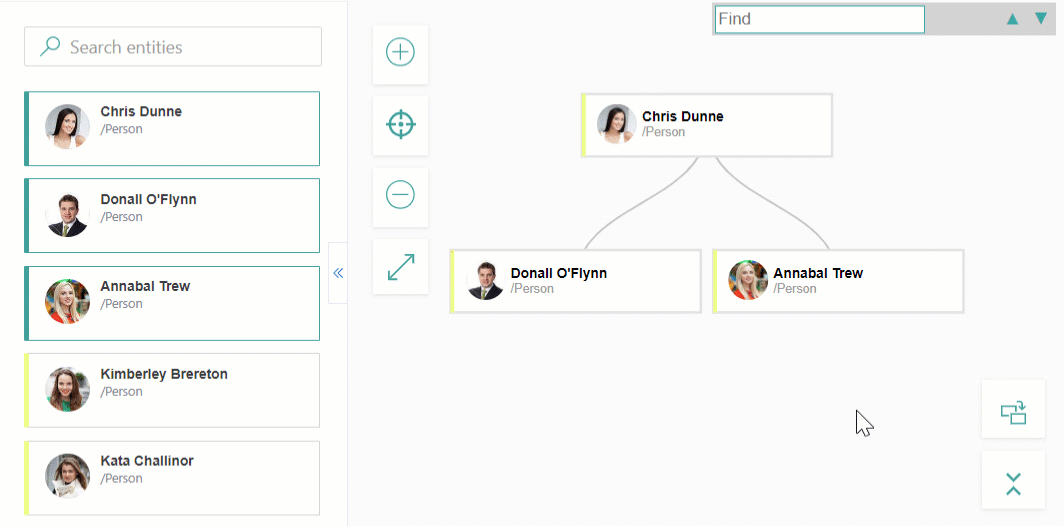 Search entities
Chris Dunne
/Person
Donall O'Flynn
/Person
Annabal Trew
/Person
Kimberley Brereton
/Person
Kata Challinor
/Person
Find
Chris Dunne
/Person
Donall O'Flynn
/Person
Annabal Trew
/Person